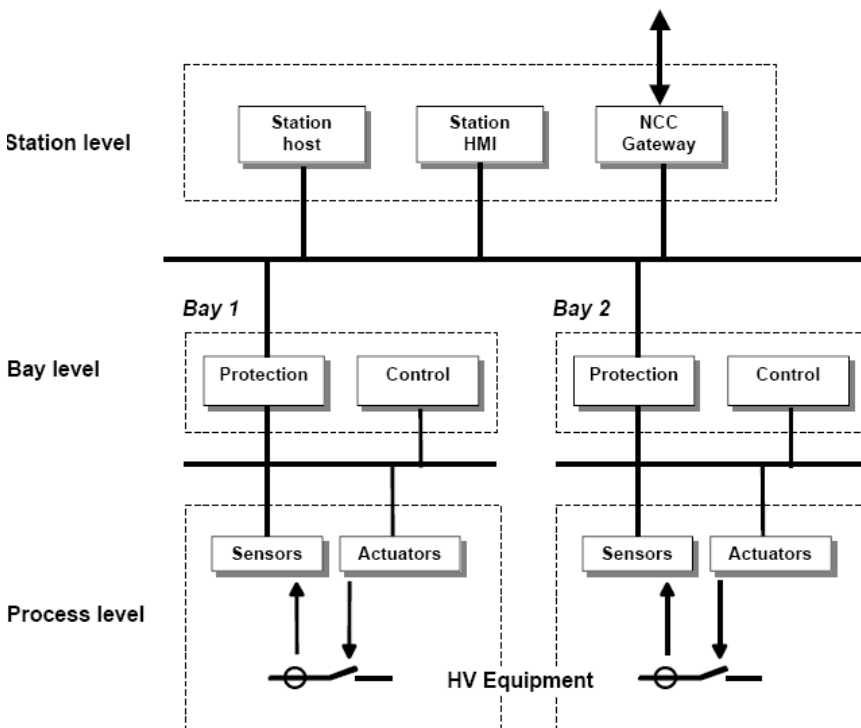 Station level
Station
host
Station
HMI
NCC
Gateway
Bay 1
Bay 2
Bay level
Protection
Control
Protection
Control
Sensors
Actuators
Sensors
Actuators
Process level
HV Equipment